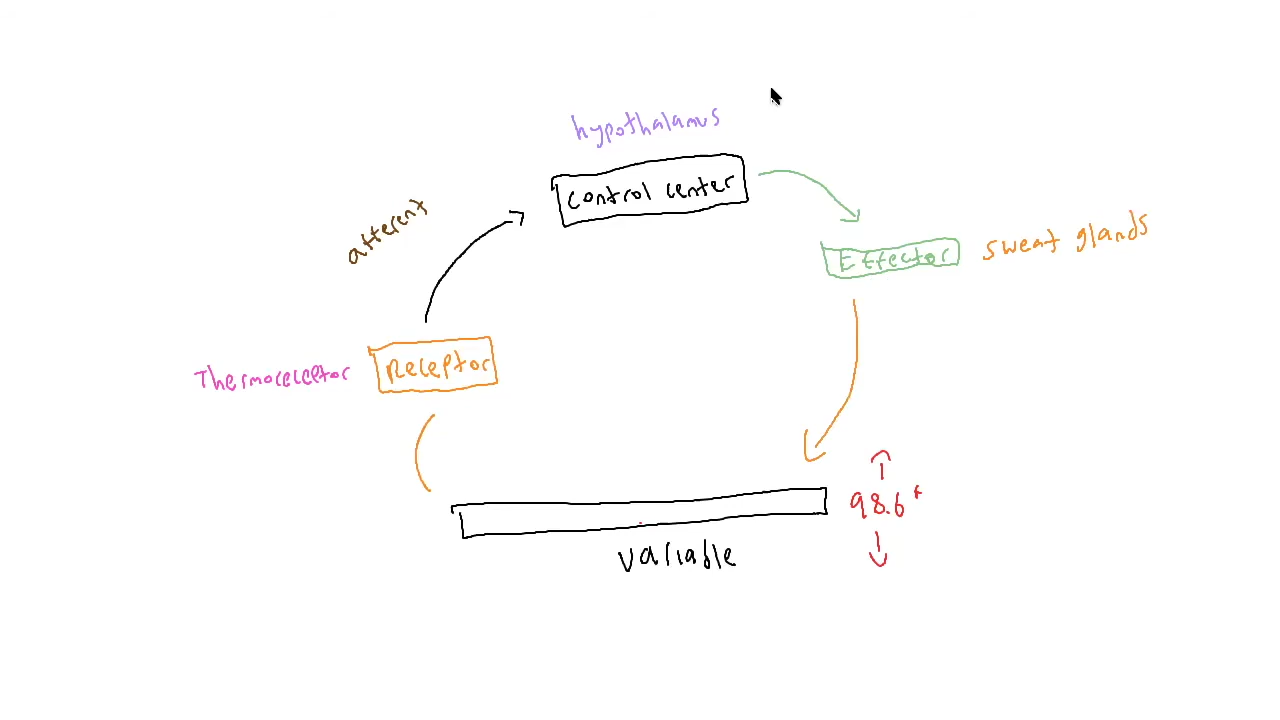 hypothalamus
control center
afferent
Effector
sweat glands
Receptor
Thermoreceptor
98.6°
variable